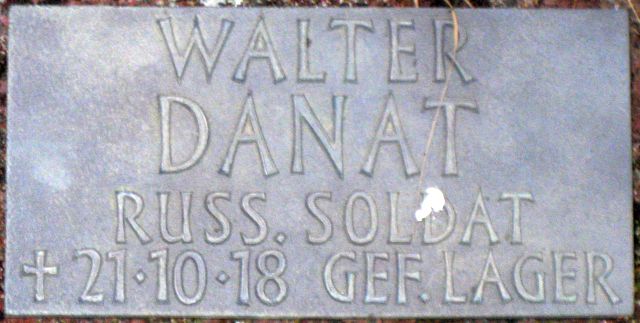 WALTER
DANAT
RUSS. SOLDAT
✝ 21·10·18 GEF. LAGER